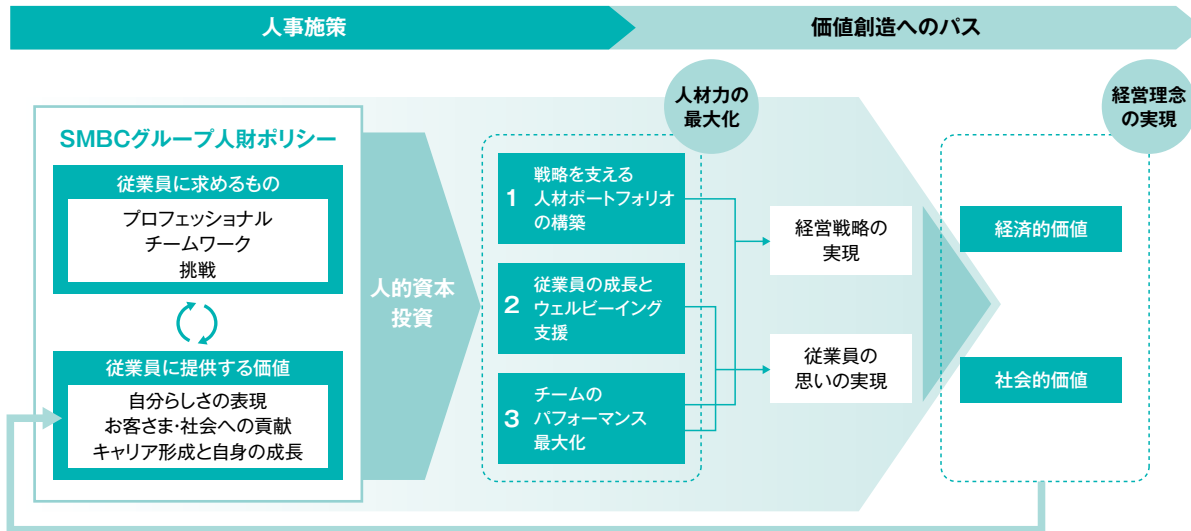 人事施策
価値創造へのパス
人材力の
最大化
経営理念
の実現
SMBCグループ人財ポリシー
従業員に求めるもの
プロフェッショナル
チームワーク
挑戦
従業員に提供する価値
自分らしさの表現
お客さま・社会への貢献
キャリア形成と自身の成長
人的資本
投資
1 戦略を支える
人材ポートフォリオ
の構築
2 従業員の成長と
ウェルビーイング
支援
3 チームの
パフォーマンス
最大化
経営戦略の
実現
従業員の
思いの実現
経済的価値
社会的価値